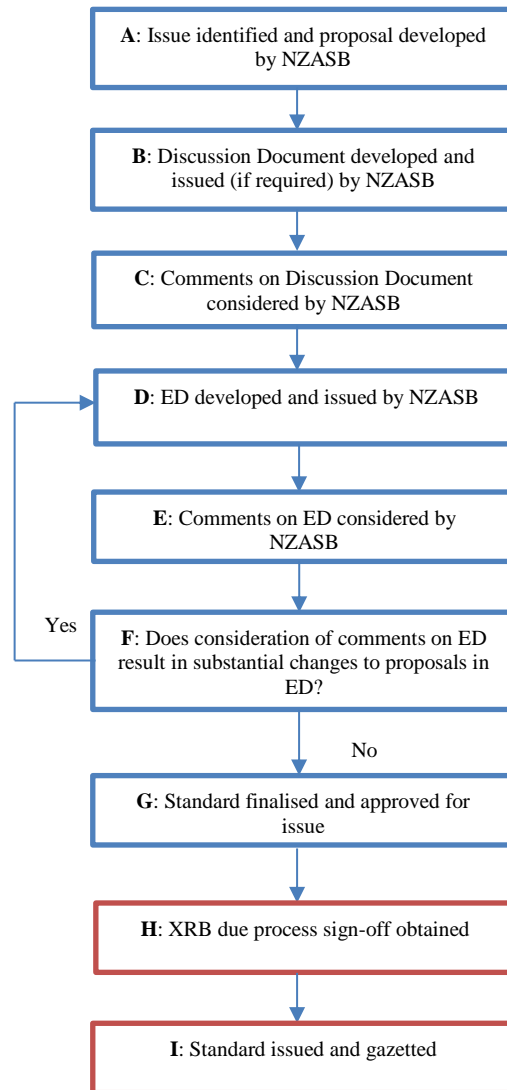 A: Issue identified and proposal developed
by NZASB
B: Discussion Document developed and
issued (if required) by NZASB
C: Comments on Discussion Document
considered by NZASB
D: ED developed and issued by NZASB
E: Comments on ED considered by
NZASB
Yes
F: Does consideration of comments on ED
result in substantial changes to proposals in
ED?
No
G: Standard finalised and approved for
issue
H: XRB due process sign-off obtained
I: Standard issued and gazetted